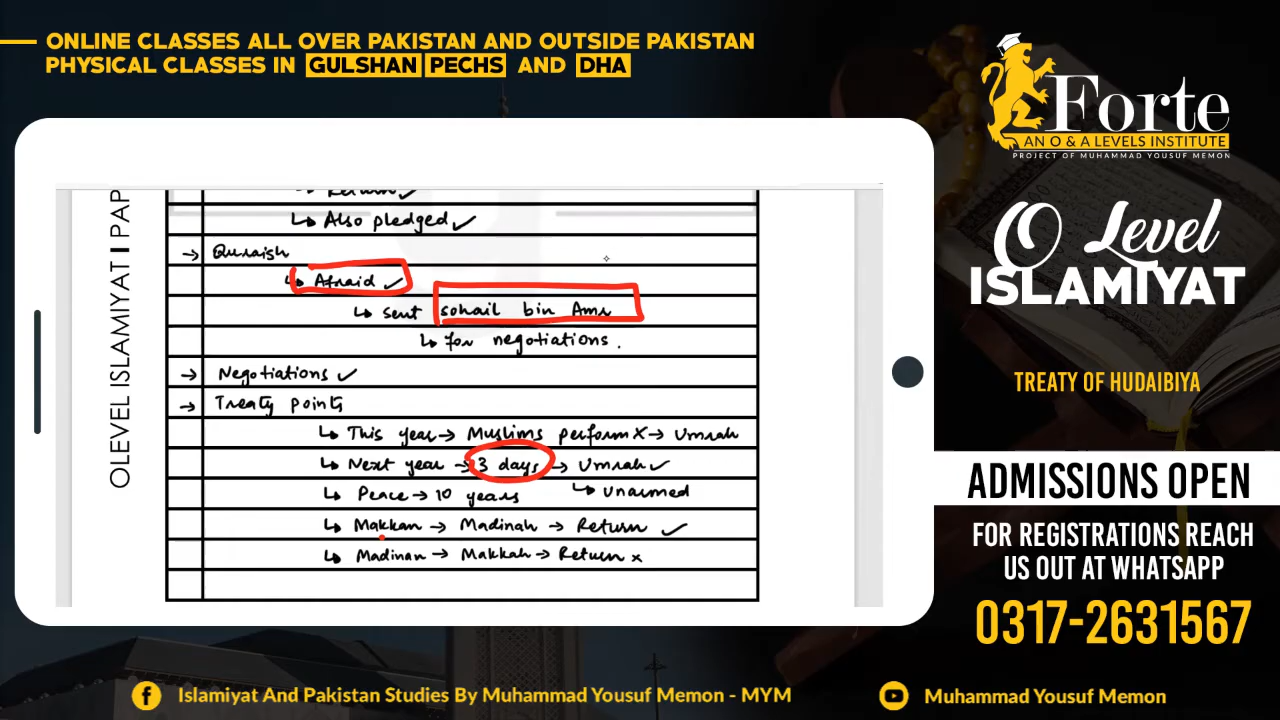 ONLINE CLASSES ALL OVER PAKISTAN AND OUTSIDE PAKISTAN
PHYSICAL CLASSES IN GULSHAN PECHS AND DHA
Forte
AN O & A LEVELS INSTITUTE
PROJECT OF MUHAMMAD YOUSUF MEMON
O Level
ISLAMIYAT
TREATY OF HUDAIBIYA
ADMISSIONS OPEN
FOR REGISTRATIONS REACH
US OUT AT WHATSAPP
0317-2631567
OLEVEL ISLAMIYAT I PAP
↳ Return ✓
↳ Also pledged ✓
→ Quraish
↳ Afraid ✓
↳ sent sohail bin Amr
↳ for negotiations.
→ Negotiations ✓
→ Treaty points
↳ This year → Muslims perform X → Umrah
↳ Next year → 3 days → Umrah ✓
↳ Peace → 10 years ↳ unarmed
↳ Makkan → Madinah → Return ✓
↳ Madinan → Makkah → Return x
Islamiyat And Pakistan Studies By Muhammad Yousuf Memon - MYM
Muhammad Yousuf Memon